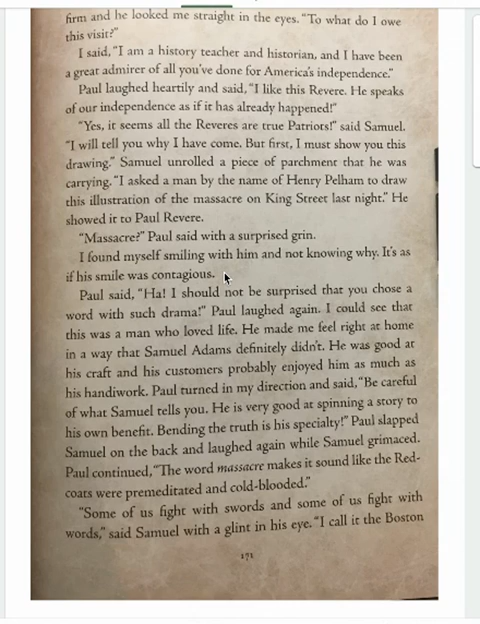 firm and he looked me straight in the eyes. “To what do I owe
this visit?”
I said, “I am a history teacher and historian, and I have been
a great admirer of all you’ve done for America’s independence.”
Paul laughed heartily and said, “I like this Revere. He speaks
of our independence as if it has already happened!”
“Yes, it seems all the Reveres are true Patriots!” said Samuel.
“I will tell you why I have come. But first, I must show you this
drawing.” Samuel unrolled a piece of parchment that he was
carrying. “I asked a man by the name of Henry Pelham to draw
this illustration of the massacre on King Street last night.” He
showed it to Paul Revere.
“Massacre?” Paul said with a surprised grin.
I found myself smiling with him and not knowing why. It’s as
if his smile was contagious.
Paul said, “Ha! I should not be surprised that you chose a
word with such drama!” Paul laughed again. I could see that
this was a man who loved life. He made me feel right at home
in a way that Samuel Adams definitely didn’t. He was good at
his craft and his customers probably enjoyed him as much as
his handiwork. Paul turned in my direction and said, “Be careful
of what Samuel tells you. He is very good at spinning a story to
his own benefit. Bending the truth is his specialty!” Paul slapped
Samuel on the back and laughed again while Samuel grimaced.
Paul continued, “The word massacre makes it sound like the Red-
coats were premeditated and cold-blooded.”
“Some of us fight with swords and some of us fight with
words,” said Samuel with a glint in his eye. “I call it the Boston
171